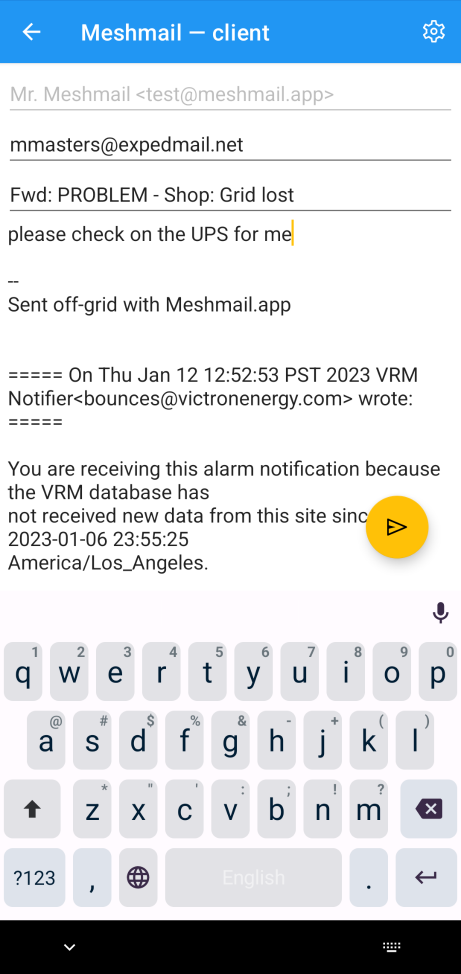 Meshmail — client
Mr. Meshmail <test@meshmail.app>
mmasters@expedmail.net
Fwd: PROBLEM - Shop: Grid lost
please check on the UPS for me
--
Sent off-grid with Meshmail.app
===== On Thu Jan 12 12:52:53 PST 2023 VRM
Notifier<bounces@victronenergy.com> wrote:
=====
You are receiving this alarm notification because
the VRM database has
not received new data from this site sinc
2023-01-06 23:55:25
America/Los_Angeles.
1 2 3 4 5 6 7 8 9 0
q w e r t y u i o p
@ # $ % & - + ( )
a s d f g h j k l
* " ' : ; ! ?
z x c v b n m
?123 , English .